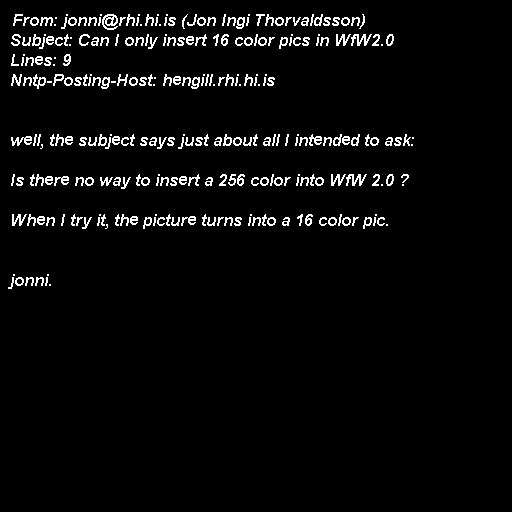 From: jonni@rhi.hi.is (Jon Ingi Thorvaldsson)
Subject: Can I only insert 16 color pics in WfW2.0
Lines: 9
Nntp-Posting-Host: hengill.rhi.hi.is
well, the subject says just about all I intended to ask:
Is there no way to insert a 256 color into WfW 2.0 ?
When I try it, the picture turns into a 16 color pic.
jonni.